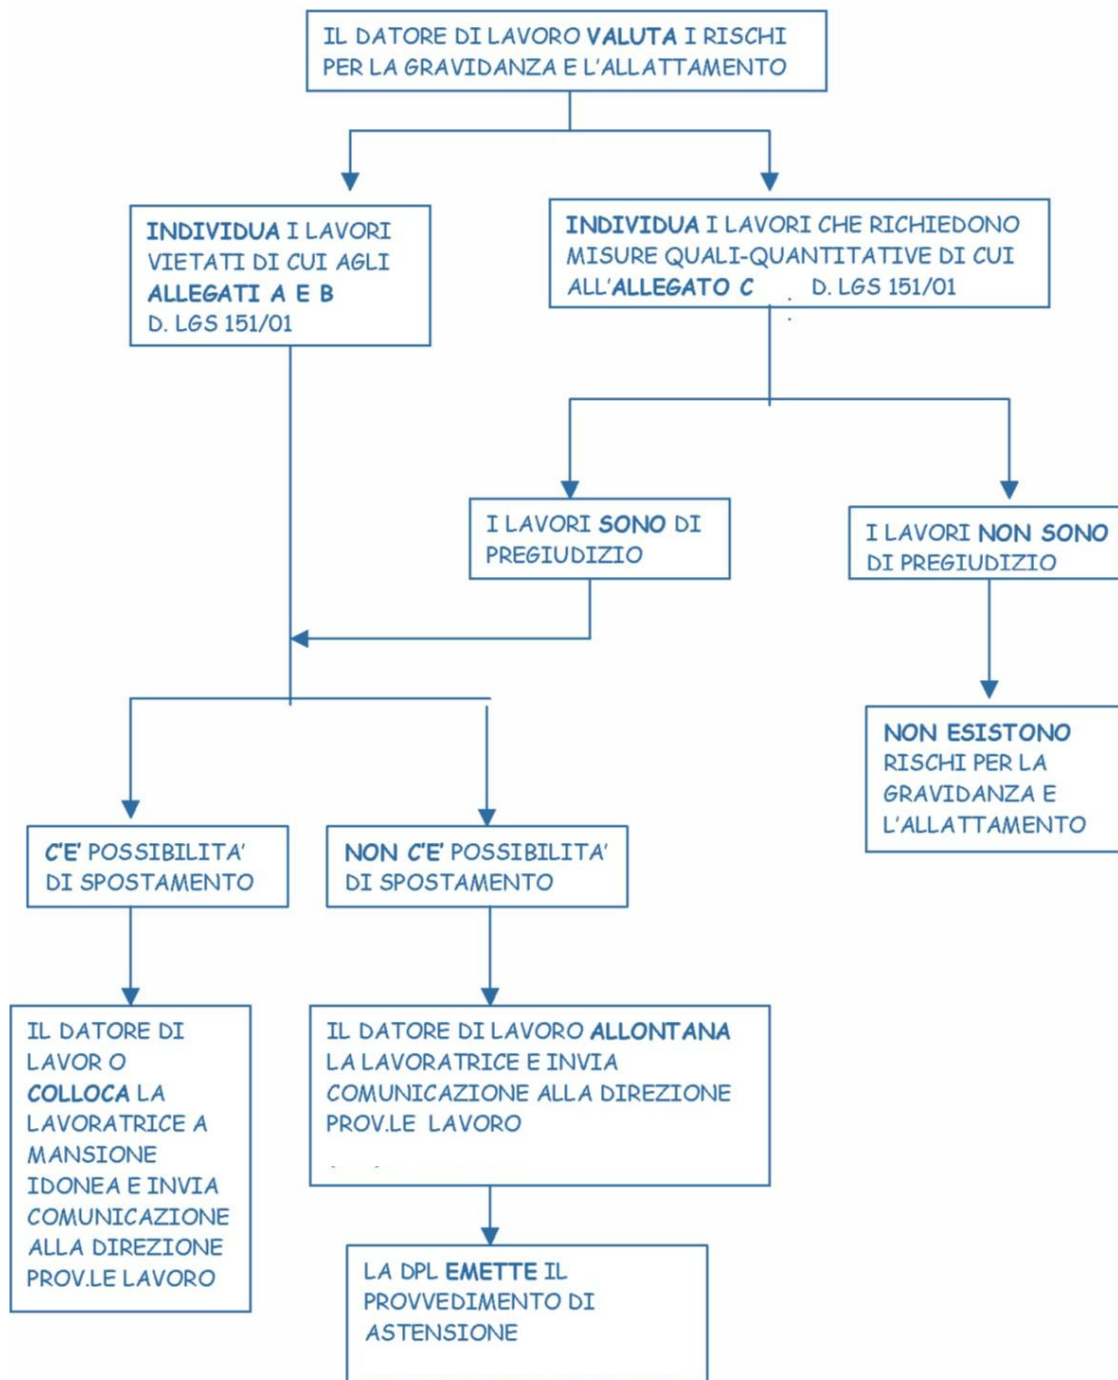 IL DATORE DI LAVORO VALUTA I RISCHI
PER LA GRAVIDANZA E L'ALLATTAMENTO
INDIVIDUA I LAVORI
VIETATI DI CUI AGLI
ALLEGATI A E B
D. LGS 151/01
INDIVIDUA I LAVORI CHE RICHIEDONO
MISURE QUALI-QUANTITATIVE DI CUI
ALL'ALLEGATO C D. LGS 151/01
I LAVORI SONO DI
PREGIUDIZIO
I LAVORI NON SONO
DI PREGIUDIZIO
NON ESISTONO
RISCHI PER LA
GRAVIDANZA E
L'ALLATTAMENTO
C'E' POSSIBILITA'
DI SPOSTAMENTO
NON C'E' POSSIBILITA'
DI SPOSTAMENTO
IL DATORE DI
LAVOR O
COLLOCA LA
LAVORATRICE A
MANSIONE
IDONEA E INVIA
COMUNICAZIONE
ALLA DIREZIONE
PROV.LE LAVORO
IL DATORE DI LAVORO ALLONTANA
LA LAVORATRICE E INVIA
COMUNICAZIONE ALLA DIREZIONE
PROV.LE LAVORO
LA DPL EMETTE IL
PROVVEDIMENTO DI
ASTENSIONE